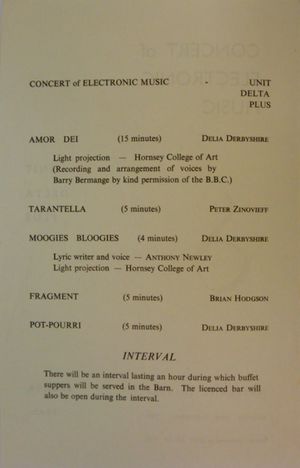 CONCERT of ELECTRONIC MUSIC - UNIT
DELTA
PLUS
AMOR DEI (15 minutes) DELIA DERBYSHIRE
Light projection — Hornsey College of Art
(Recording and arrangement of voices by
Barry Bermange by kind permission of the B.B.C.)
TARANTELLA (5 minutes) PETER ZINOVIEFF
MOOGIES BLOOGIES (4 minutes) DELIA DERBYSHIRE
Lyric writer and voice — ANTHONY NEWLEY
Light projection — Hornsey College of Art
FRAGMENT (5 minutes) BRIAN HODGSON
POT-POURRI (5 minutes) DELIA DERBYSHIRE
INTERVAL
There will be an interval lasting an hour during which buffet
suppers will be served in the Barn. The licenced bar will
also be open during the interval.